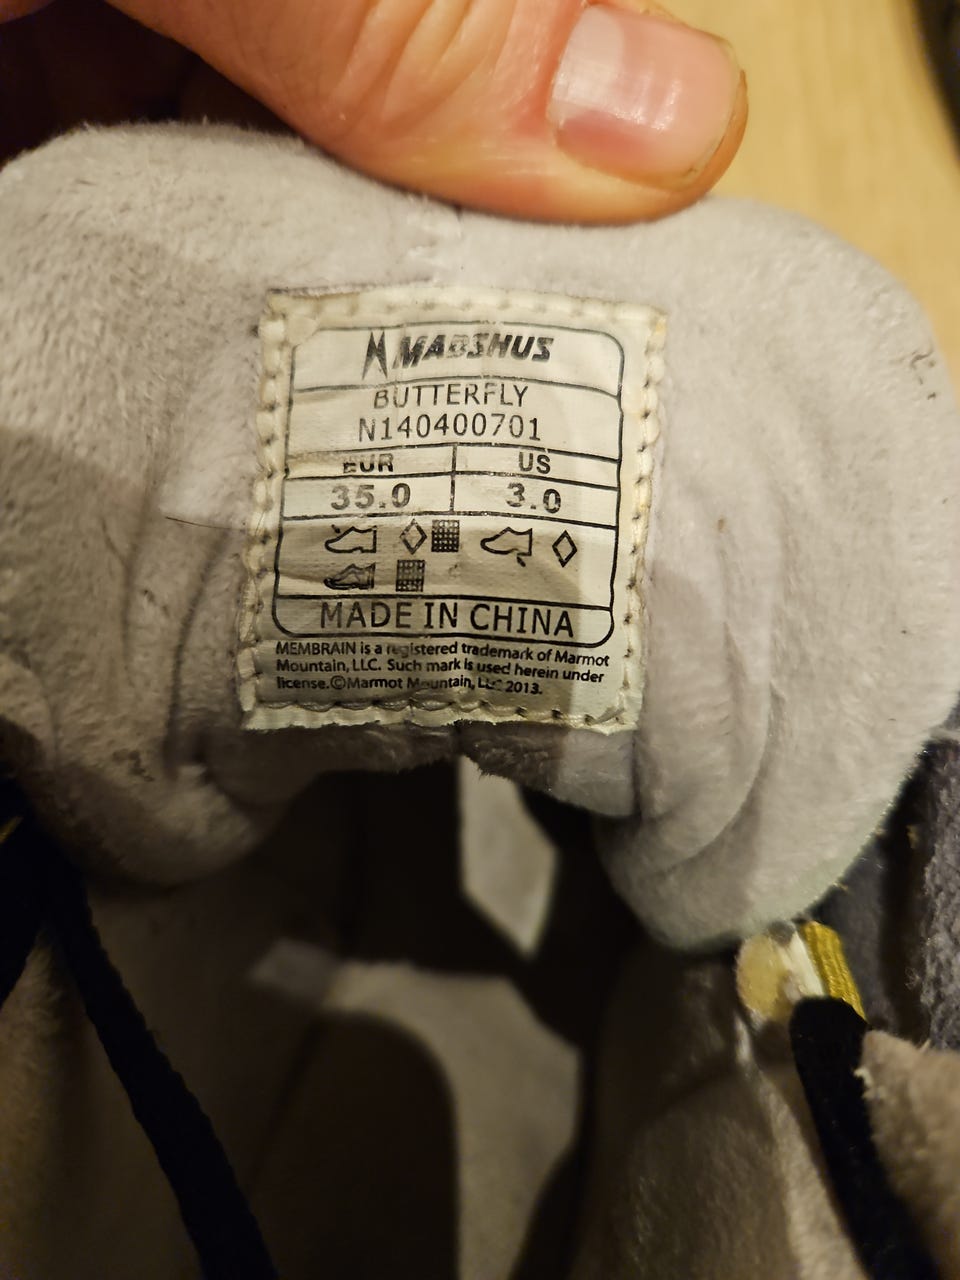 MADSHUS
BUTTERFLY
N140400701
EUR US
35.0 3.0
MADE IN CHINA
MEMBRAIN is a registered trademark of Marmot
Mountain, LLC. Such mark is used herein under
license.©Marmot Mountain, LLC 2013.